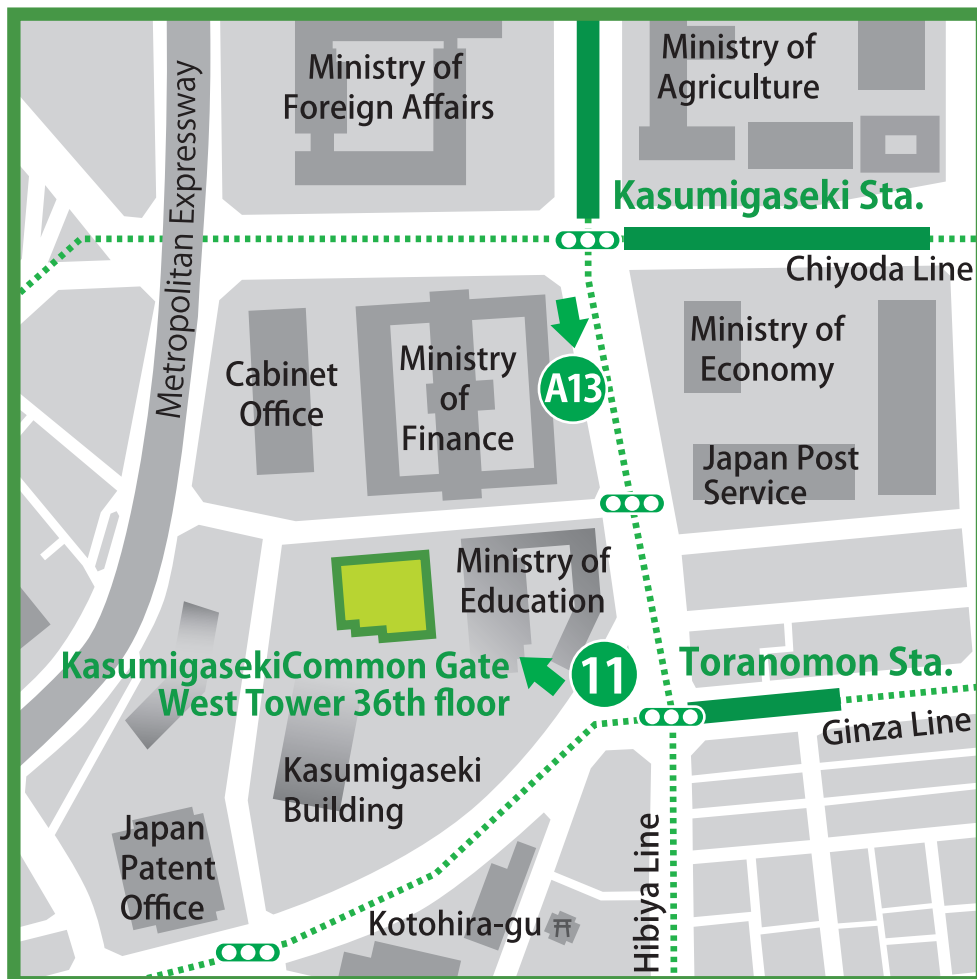 Ministry of
Foreign Affairs
Ministry of
Agriculture
Metropolitan Expressway
Kasumigaseki Sta.
Chiyoda Line
Cabinet
Office
Ministry
of
Finance
A13
Ministry of
Economy
Japan Post
Service
Ministry of
Education
KasumigasekiCommon Gate
West Tower 36th floor
11
Toranomon Sta.
Ginza Line
Kasumigaseki
Building
Japan
Patent
Office
Kotohira-gu
Hibiya Line